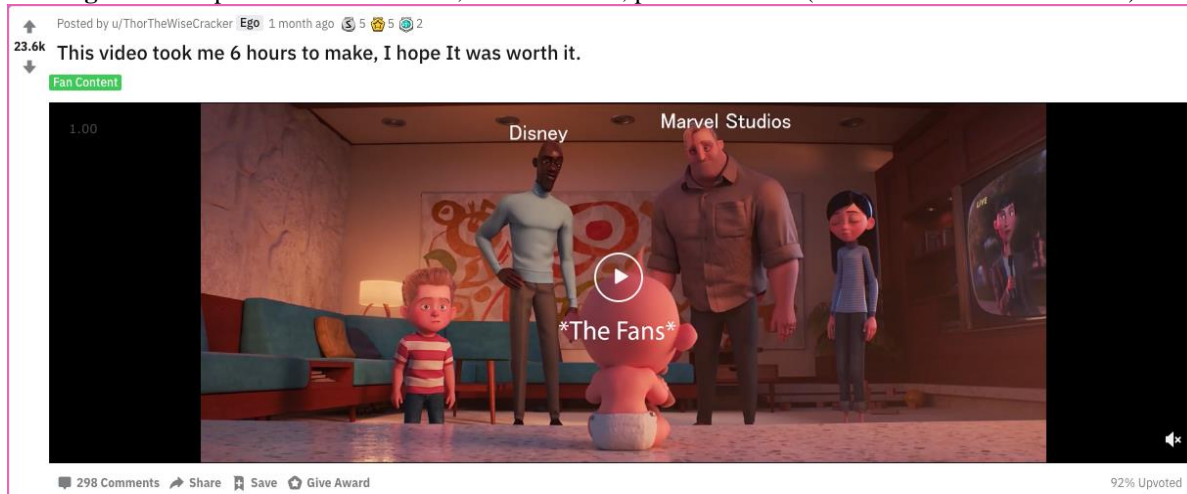 Posted by u/ThorTheWiseCracker Ego 1 month ago 5 5 2
23.6k
This video took me 6 hours to make, I hope It was worth it.
Fan Content
1.00
Disney
Marvel Studios
LIVE
*The Fans*
298 Comments Share Save Give Award
92% Upvoted